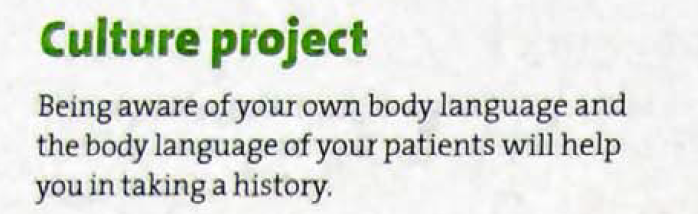 Culture project
Being aware of your own body language and
the body language of your patients will help
you in taking a history.